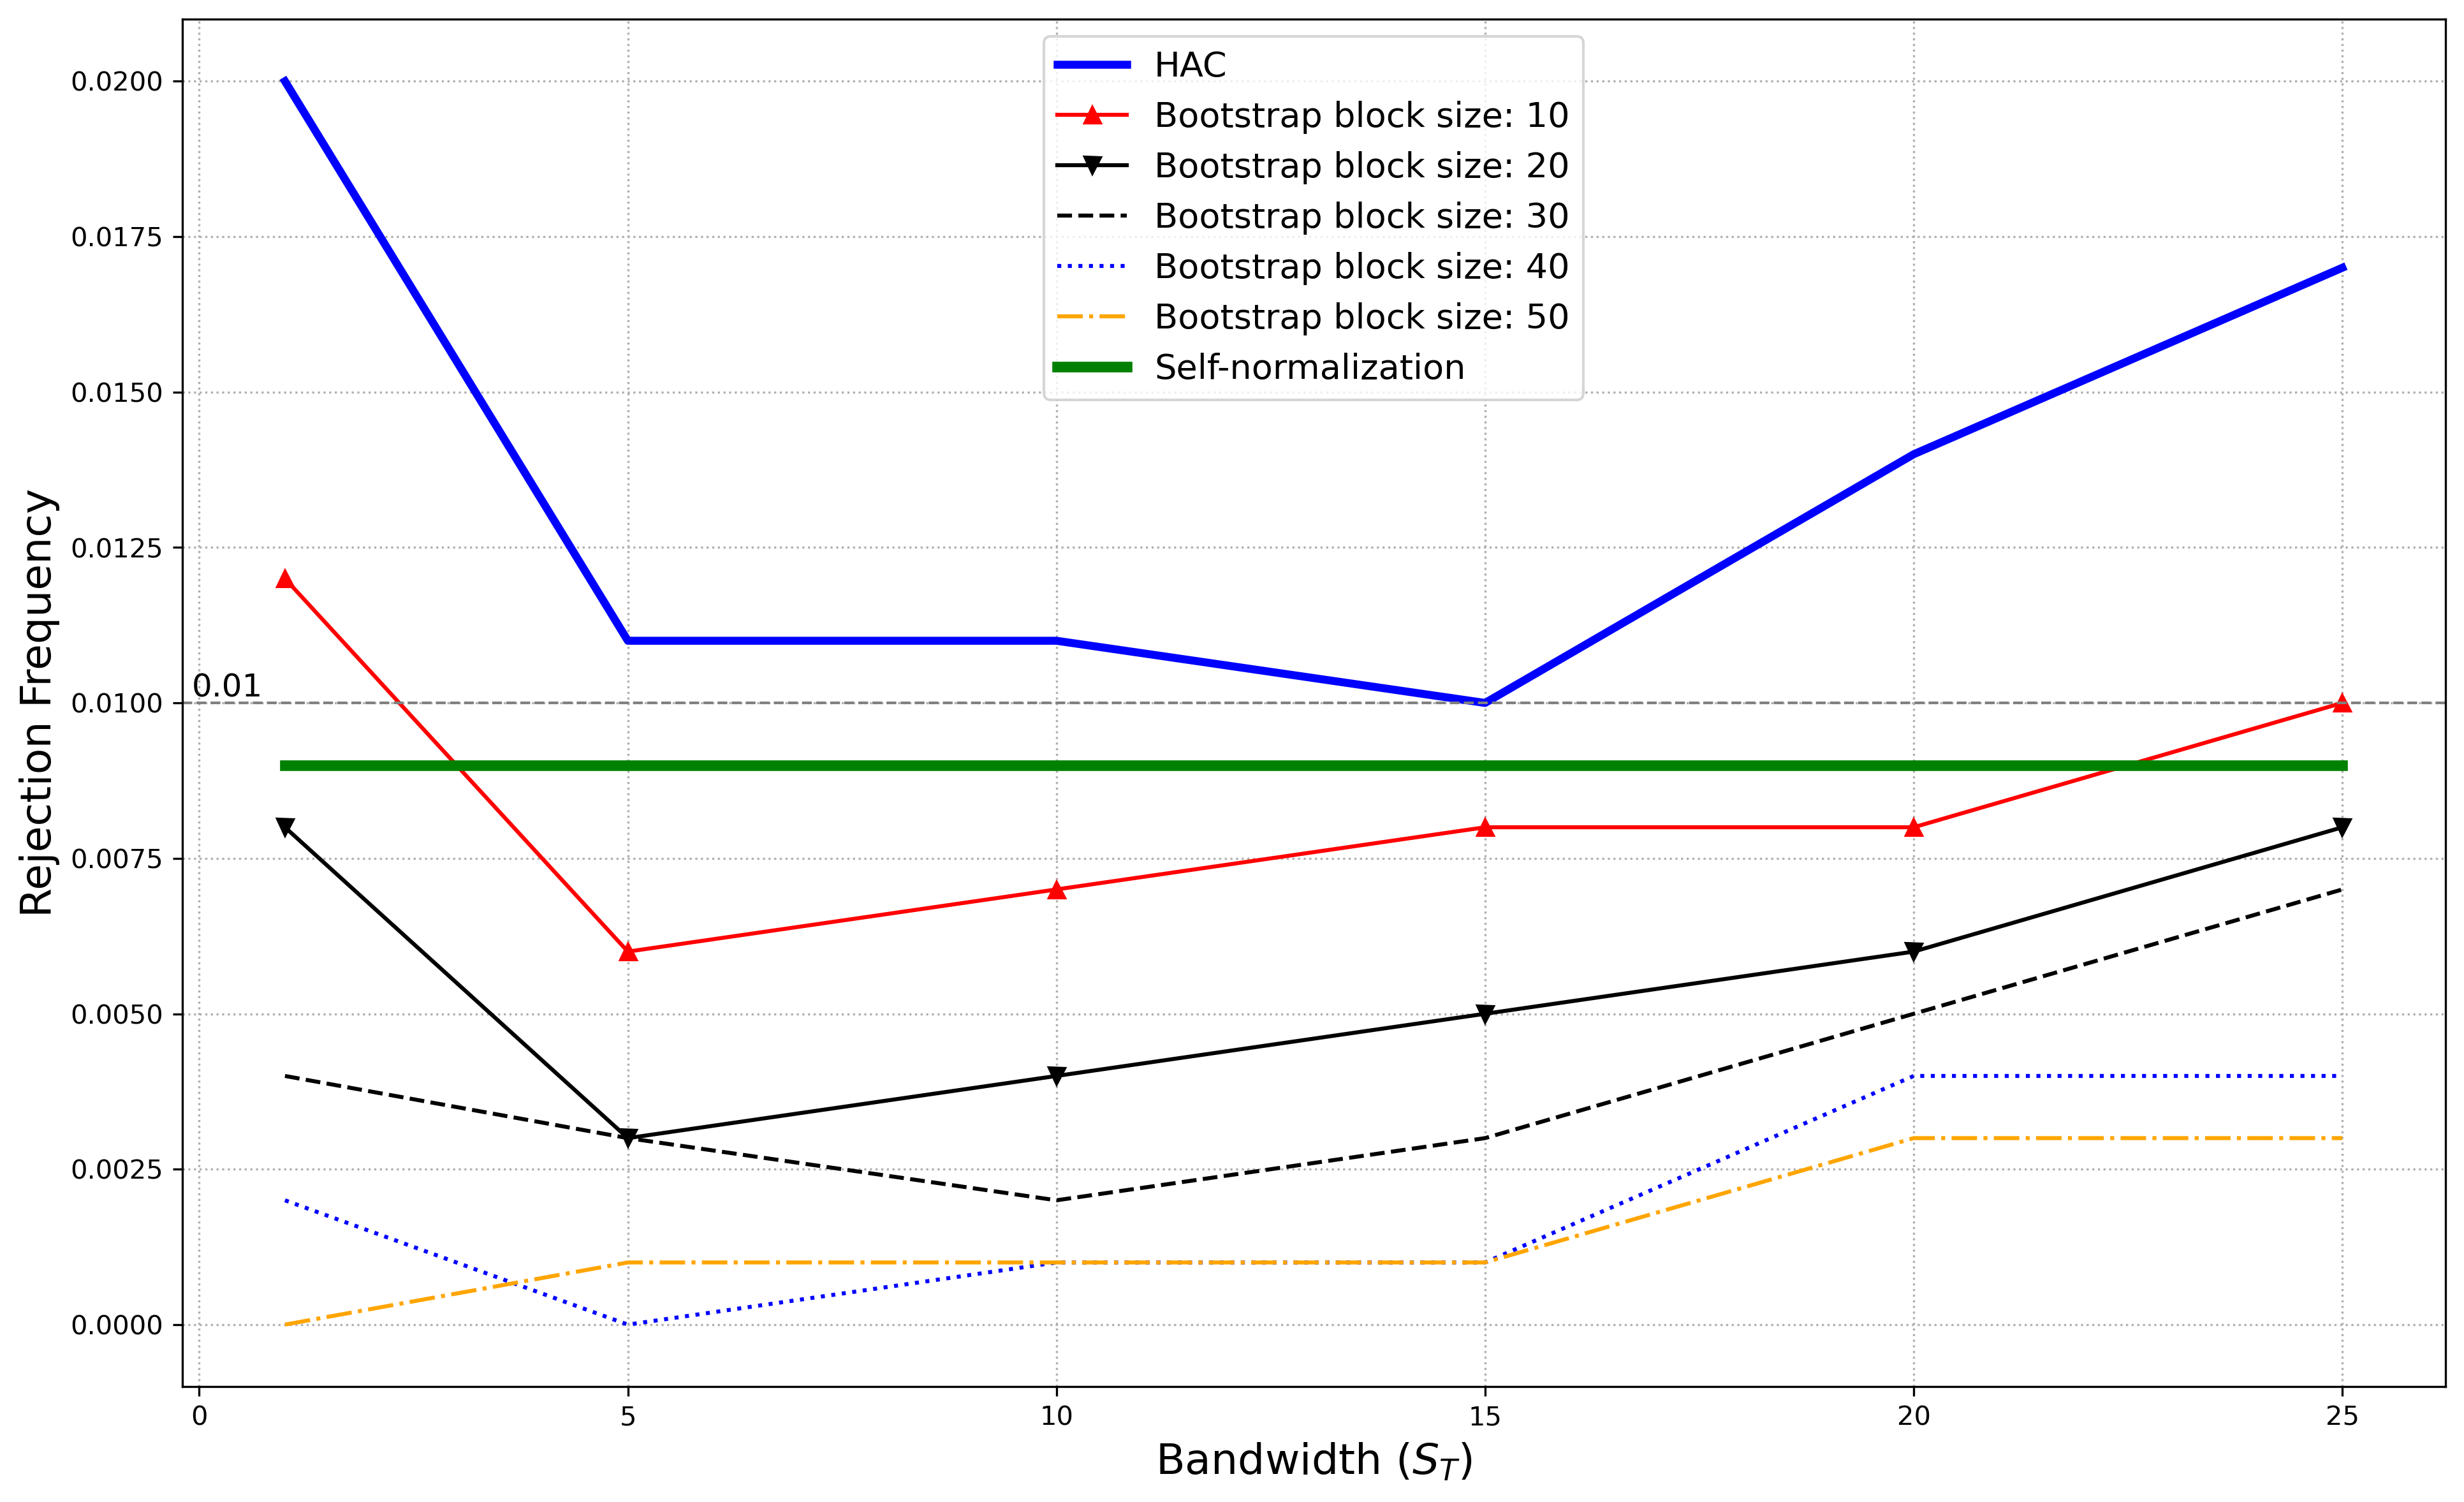 HAC
Bootstrap block size: 10
Bootstrap block size: 20
Bootstrap block size: 30
Bootstrap block size: 40
Bootstrap block size: 50
Self-normalization
Rejection Frequency
0.0200
0.0175
0.0150
0.0125
0.0100
0.0075
0.0050
0.0025
0.0000
0.01
0 5 10 15 20 25
Bandwidth (S_T)